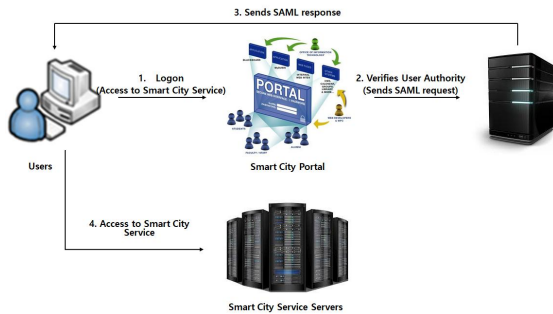 3. Sends SAML response
1. Logon
(Access to Smart City Service)
PORTAL
2. Verifies User Authority
(Sends SAML request)
Users
Smart City Portal
4. Access to Smart City
Service
Smart City Service Servers